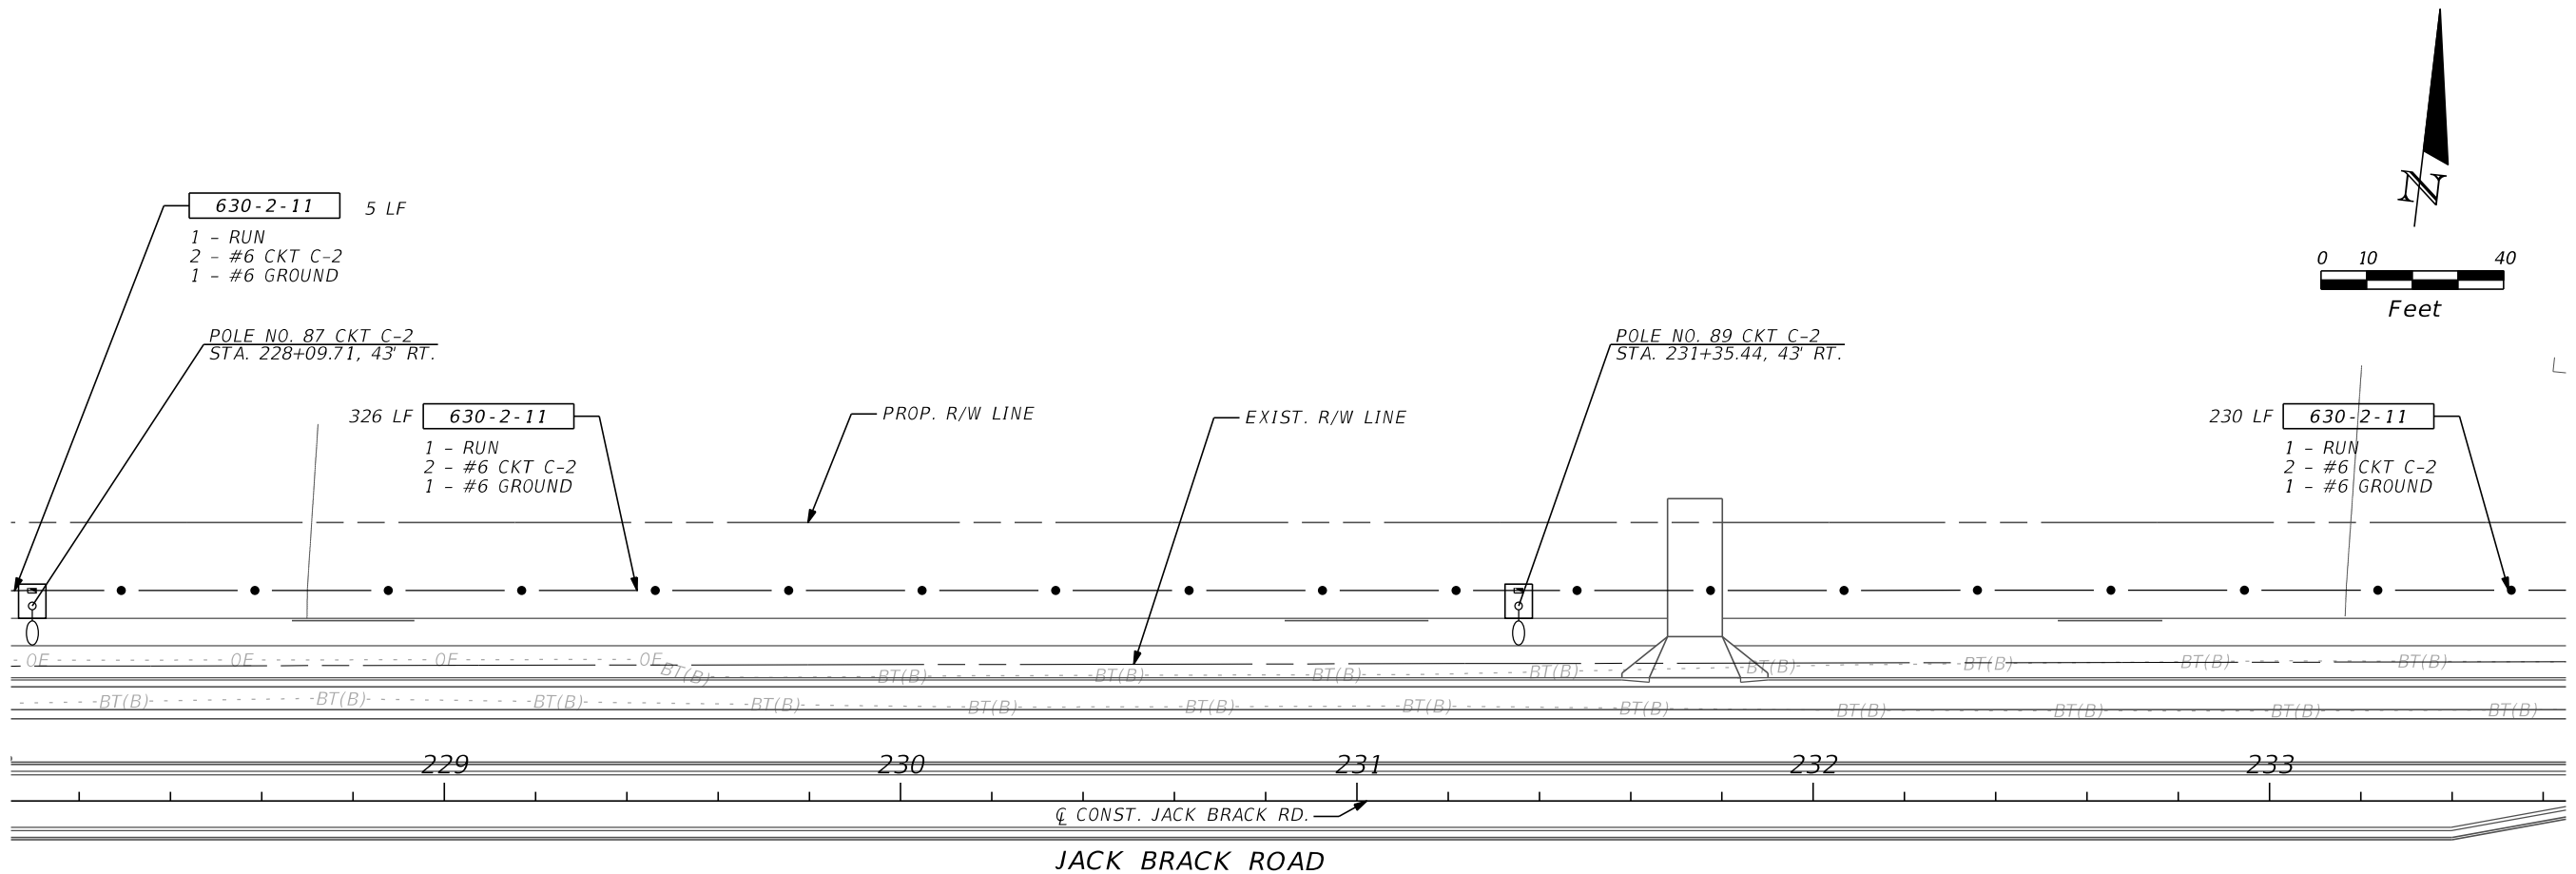 N
0 10 40
Feet
630-2-11 5 LF
1 - RUN
2 - #6 CKT C-2
1 - #6 GROUND
POLE NO. 87 CKT C-2
STA. 228+09.71, 43' RT.
POLE NO. 89 CKT C-2
STA. 231+35.44, 43' RT.
326 LF 630-2-11
1 - RUN
2 - #6 CKT C-2
1 - #6 GROUND
PROP. R/W LINE
EXIST. R/W LINE
230 LF 630-2-11
1 - RUN
2 - #6 CKT C-2
1 - #6 GROUND
OE OE OE OE
BT(B) BT(B) BT(B) BT(B) BT(B) BT(B) BT(B) BT(B) BT(B)
BT(B) BT(B) BT(B) BT(B) BT(B) BT(B) BT(B) BT(B) BT(B) BT(B) BT(B) BT(B)
229 230 231 232 233
℄ CONST. JACK BRACK RD.
JACK BRACK ROAD